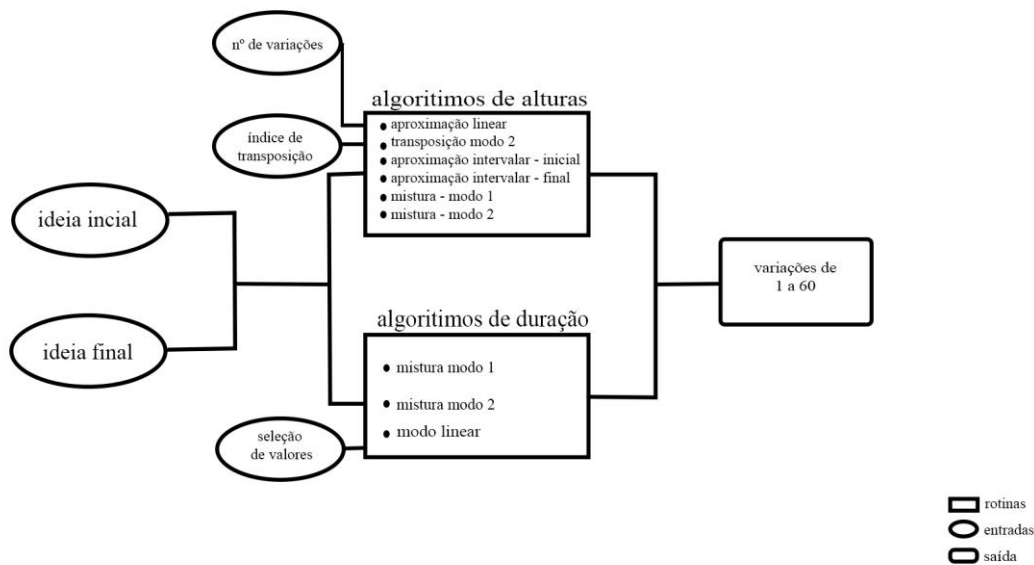 nº de variações
algoritimos de alturas
• aproximação linear
• transposição modo 2
• aproximação intervalar - inicial
• aproximação intervalar - final
• mistura - modo 1
• mistura - modo 2
índice de
transposição
ideia incial
ideia final
variações de
1 a 60
algoritimos de duração
• mistura modo 1
• mistura modo 2
• modo linear
seleção
de valores
rotinas
entradas
saída